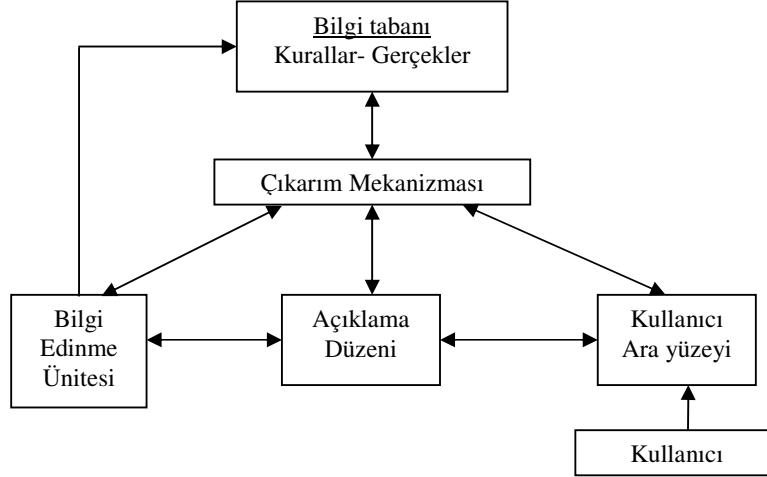 Bilgi tabanı
Kurallar- Gerçekler
Çıkarım Mekanizması
Bilgi
Edinme
Ünitesi
Açıklama
Düzeni
Kullanıcı
Ara yüzeyi
Kullanıcı